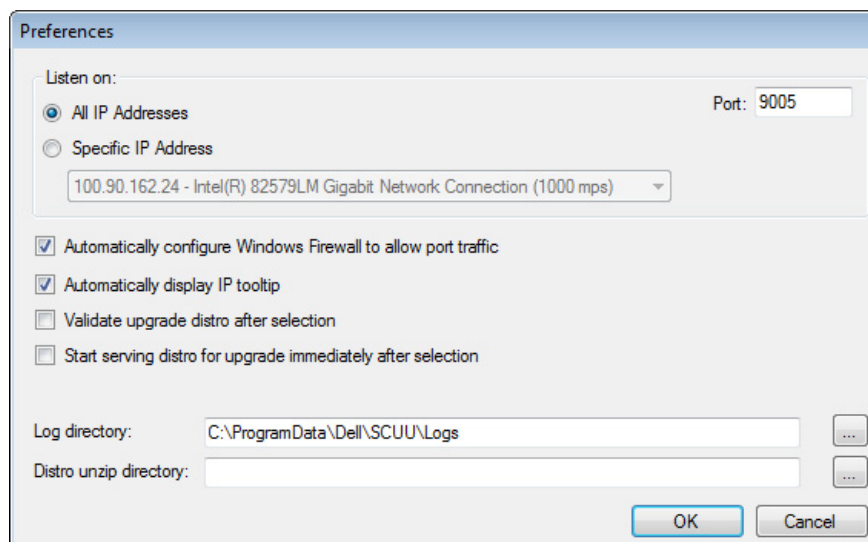 Preferences
Listen on:
All IP Addresses
Port: 9005
Specific IP Address
100.90.162.24 - Intel(R) 82579LM Gigabit Network Connection (1000 mps)
Automatically configure Windows Firewall to allow port traffic
Automatically display IP tooltip
Validate upgrade distro after selection
Start serving distro for upgrade immediately after selection
Log directory: C:\ProgramData\Dell\SCUU\Logs ...
Distro unzip directory: ...
OK Cancel